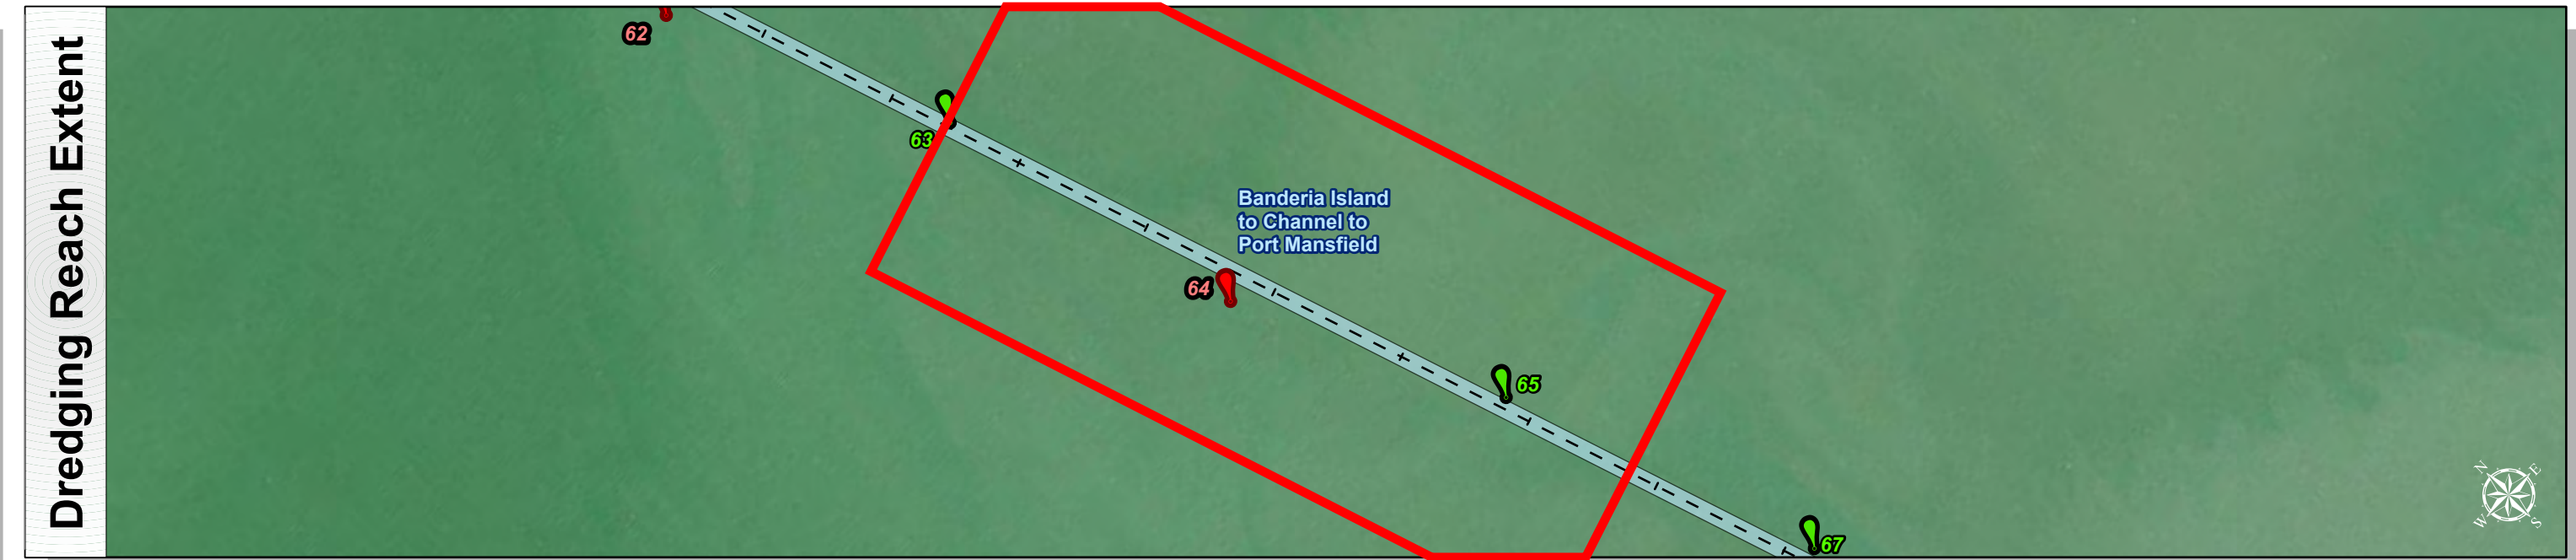 Dredging Reach Extent
62
63
Banderia Island
to Channel to
Port Mansfield
64
65
67
N
E
W
S